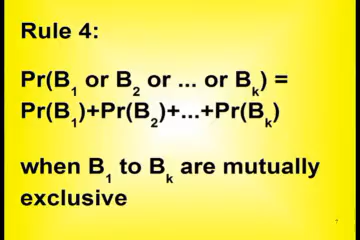 Rule 4:
Pr(B₁ or B₂ or ... or Bₖ) =
Pr(B₁)+Pr(B₂)+...+Pr(Bₖ)
when B₁ to Bₖ are mutually
exclusive